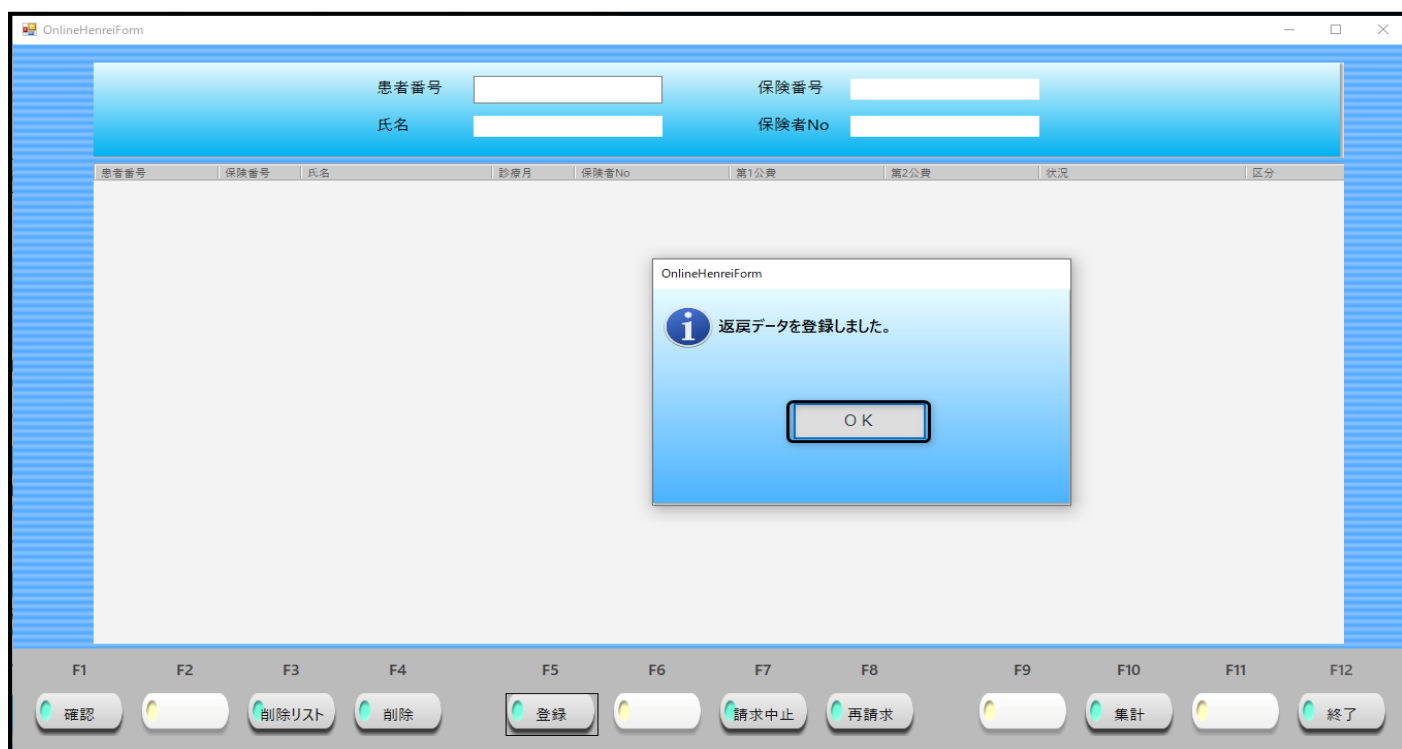 OnlineHenreiForm
患者番号 保険番号
氏名 保険者No
患者番号 保険番号 氏名 診療月 保険者No 第1公費 第2公費 状況 区分
OnlineHenreiForm
返戻データを登録しました。
OK
F1 F2 F3 F4 F5 F6 F7 F8 F9 F10 F11 F12
確認 削除リスト 削除 登録 請求中止 再請求 集計 終了